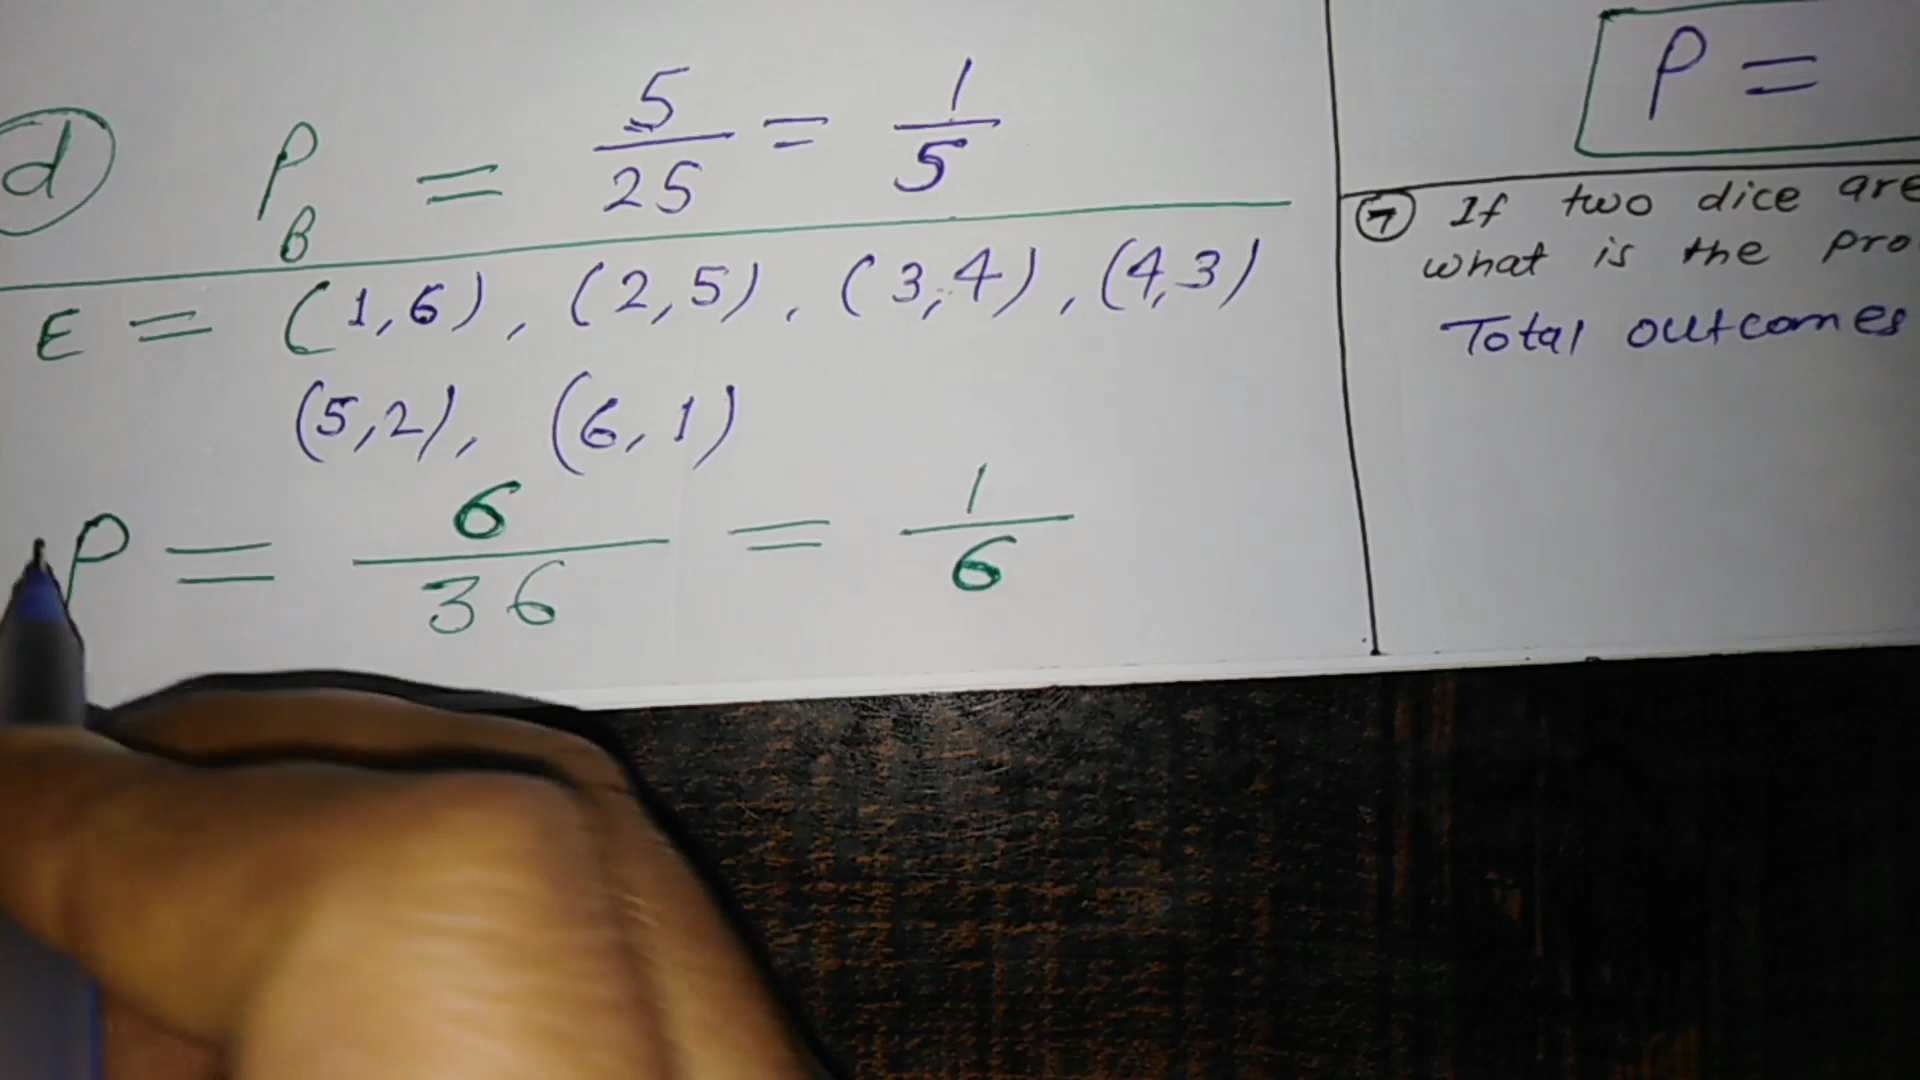 d P_B = 5/25 = 1/5
E = (1,6), (2,5), (3,4), (4,3)
(5,2), (6,1)
P = 6/36 = 1/6
P =
7 If two dice are
what is the pro
Total outcomes